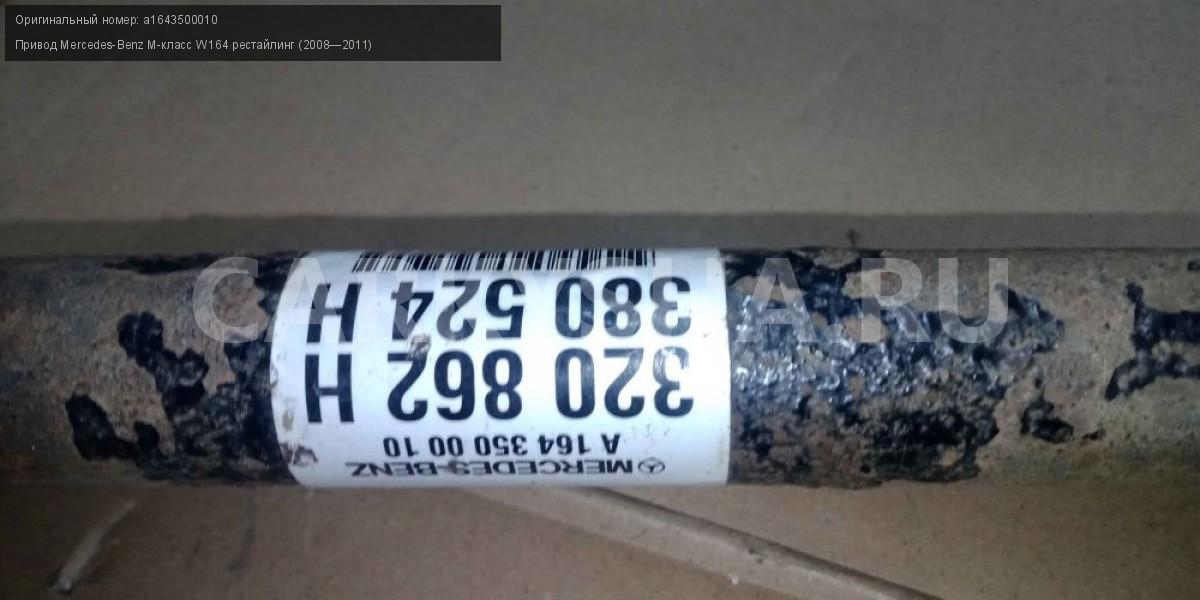 Оригинальный номер: a1643500010
Привод Mercedes-Benz M-класс W164 рестайлинг (2008—2011)
MERCEDES-BENZ
A 164 350 00 10
320 862 H
380 524 H